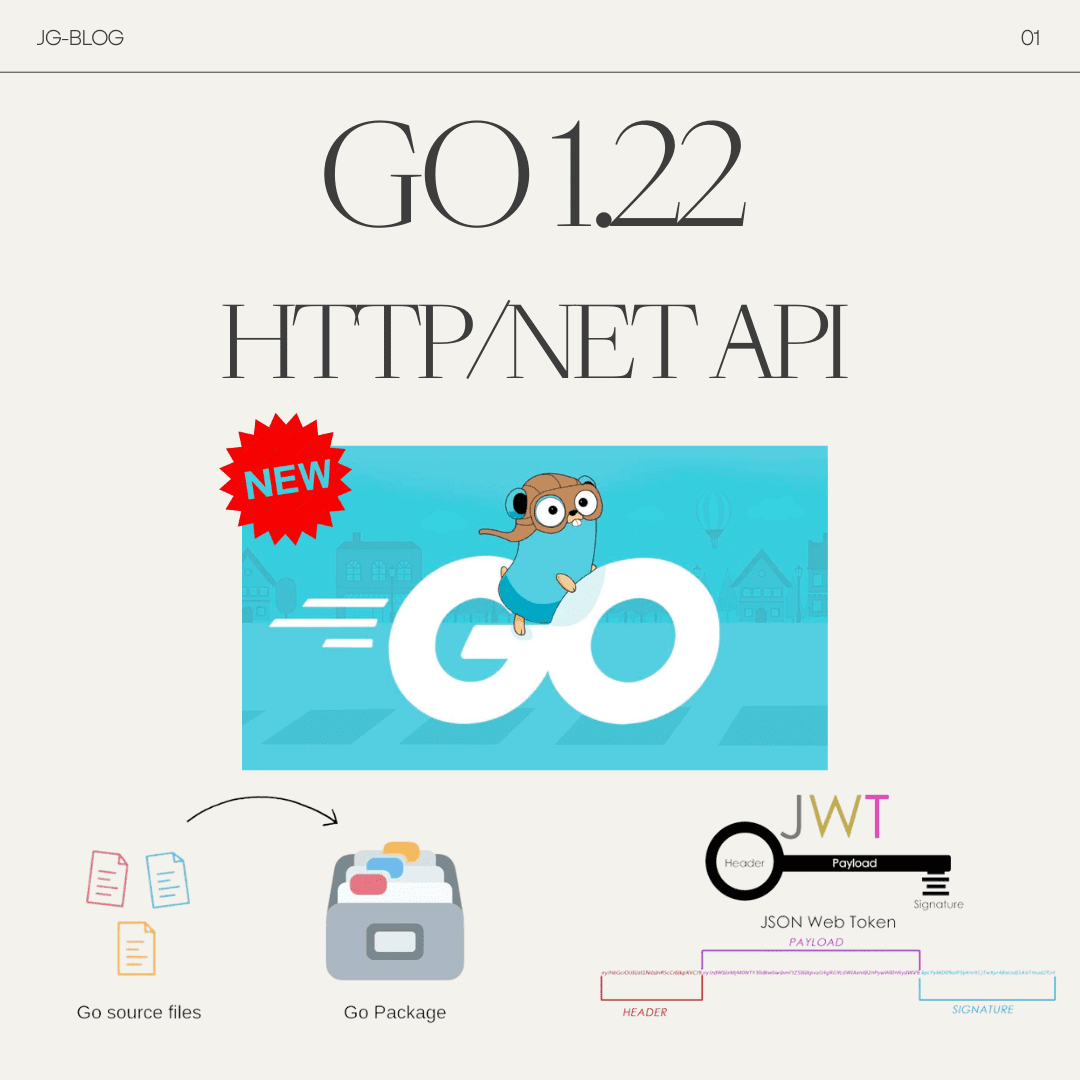 JG-BLOG
01
GO 1.22
HTTP/NET API
NEW
GO
JWT
Header
Payload
Signature
JSON Web Token
PAYLOAD
HEADER
SIGNATURE
Go source files
Go Package